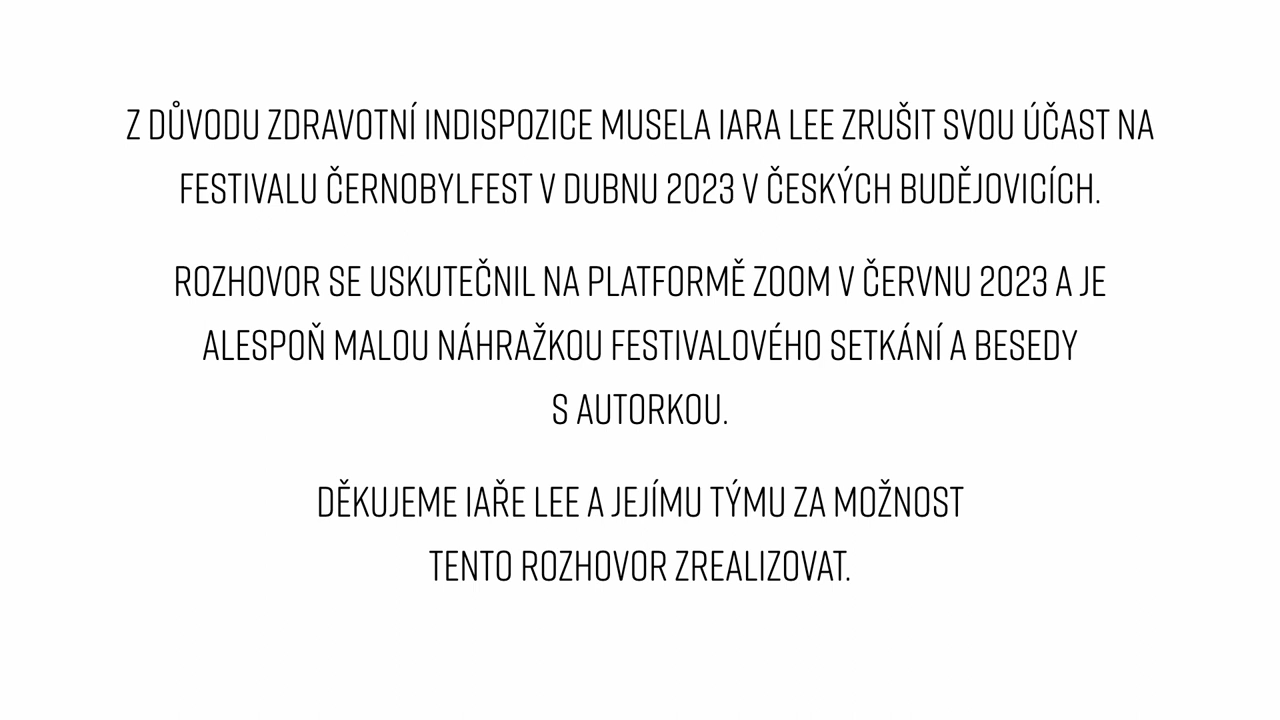 Z DŮVODU ZDRAVOTNÍ INDISPOZICE MUSELA IARA LEE ZRUŠIT SVOU ÚČAST NA
FESTIVALU ČERNOBYLFEST V DUBNU 2023 V ČESKÝCH BUDĚJOVICÍCH.
ROZHOVOR SE USKUTEČNIL NA PLATFORMĚ ZOOM V ČERVNU 2023 A JE
ALESPOŇ MALOU NÁHRAŽKOU FESTIVALOVÉHO SETKÁNÍ A BESEDY
S AUTORKOU.
DĚKUJEME IAŘE LEE A JEJÍMU TÝMU ZA MOŽNOST
TENTO ROZHOVOR ZREALIZOVAT.